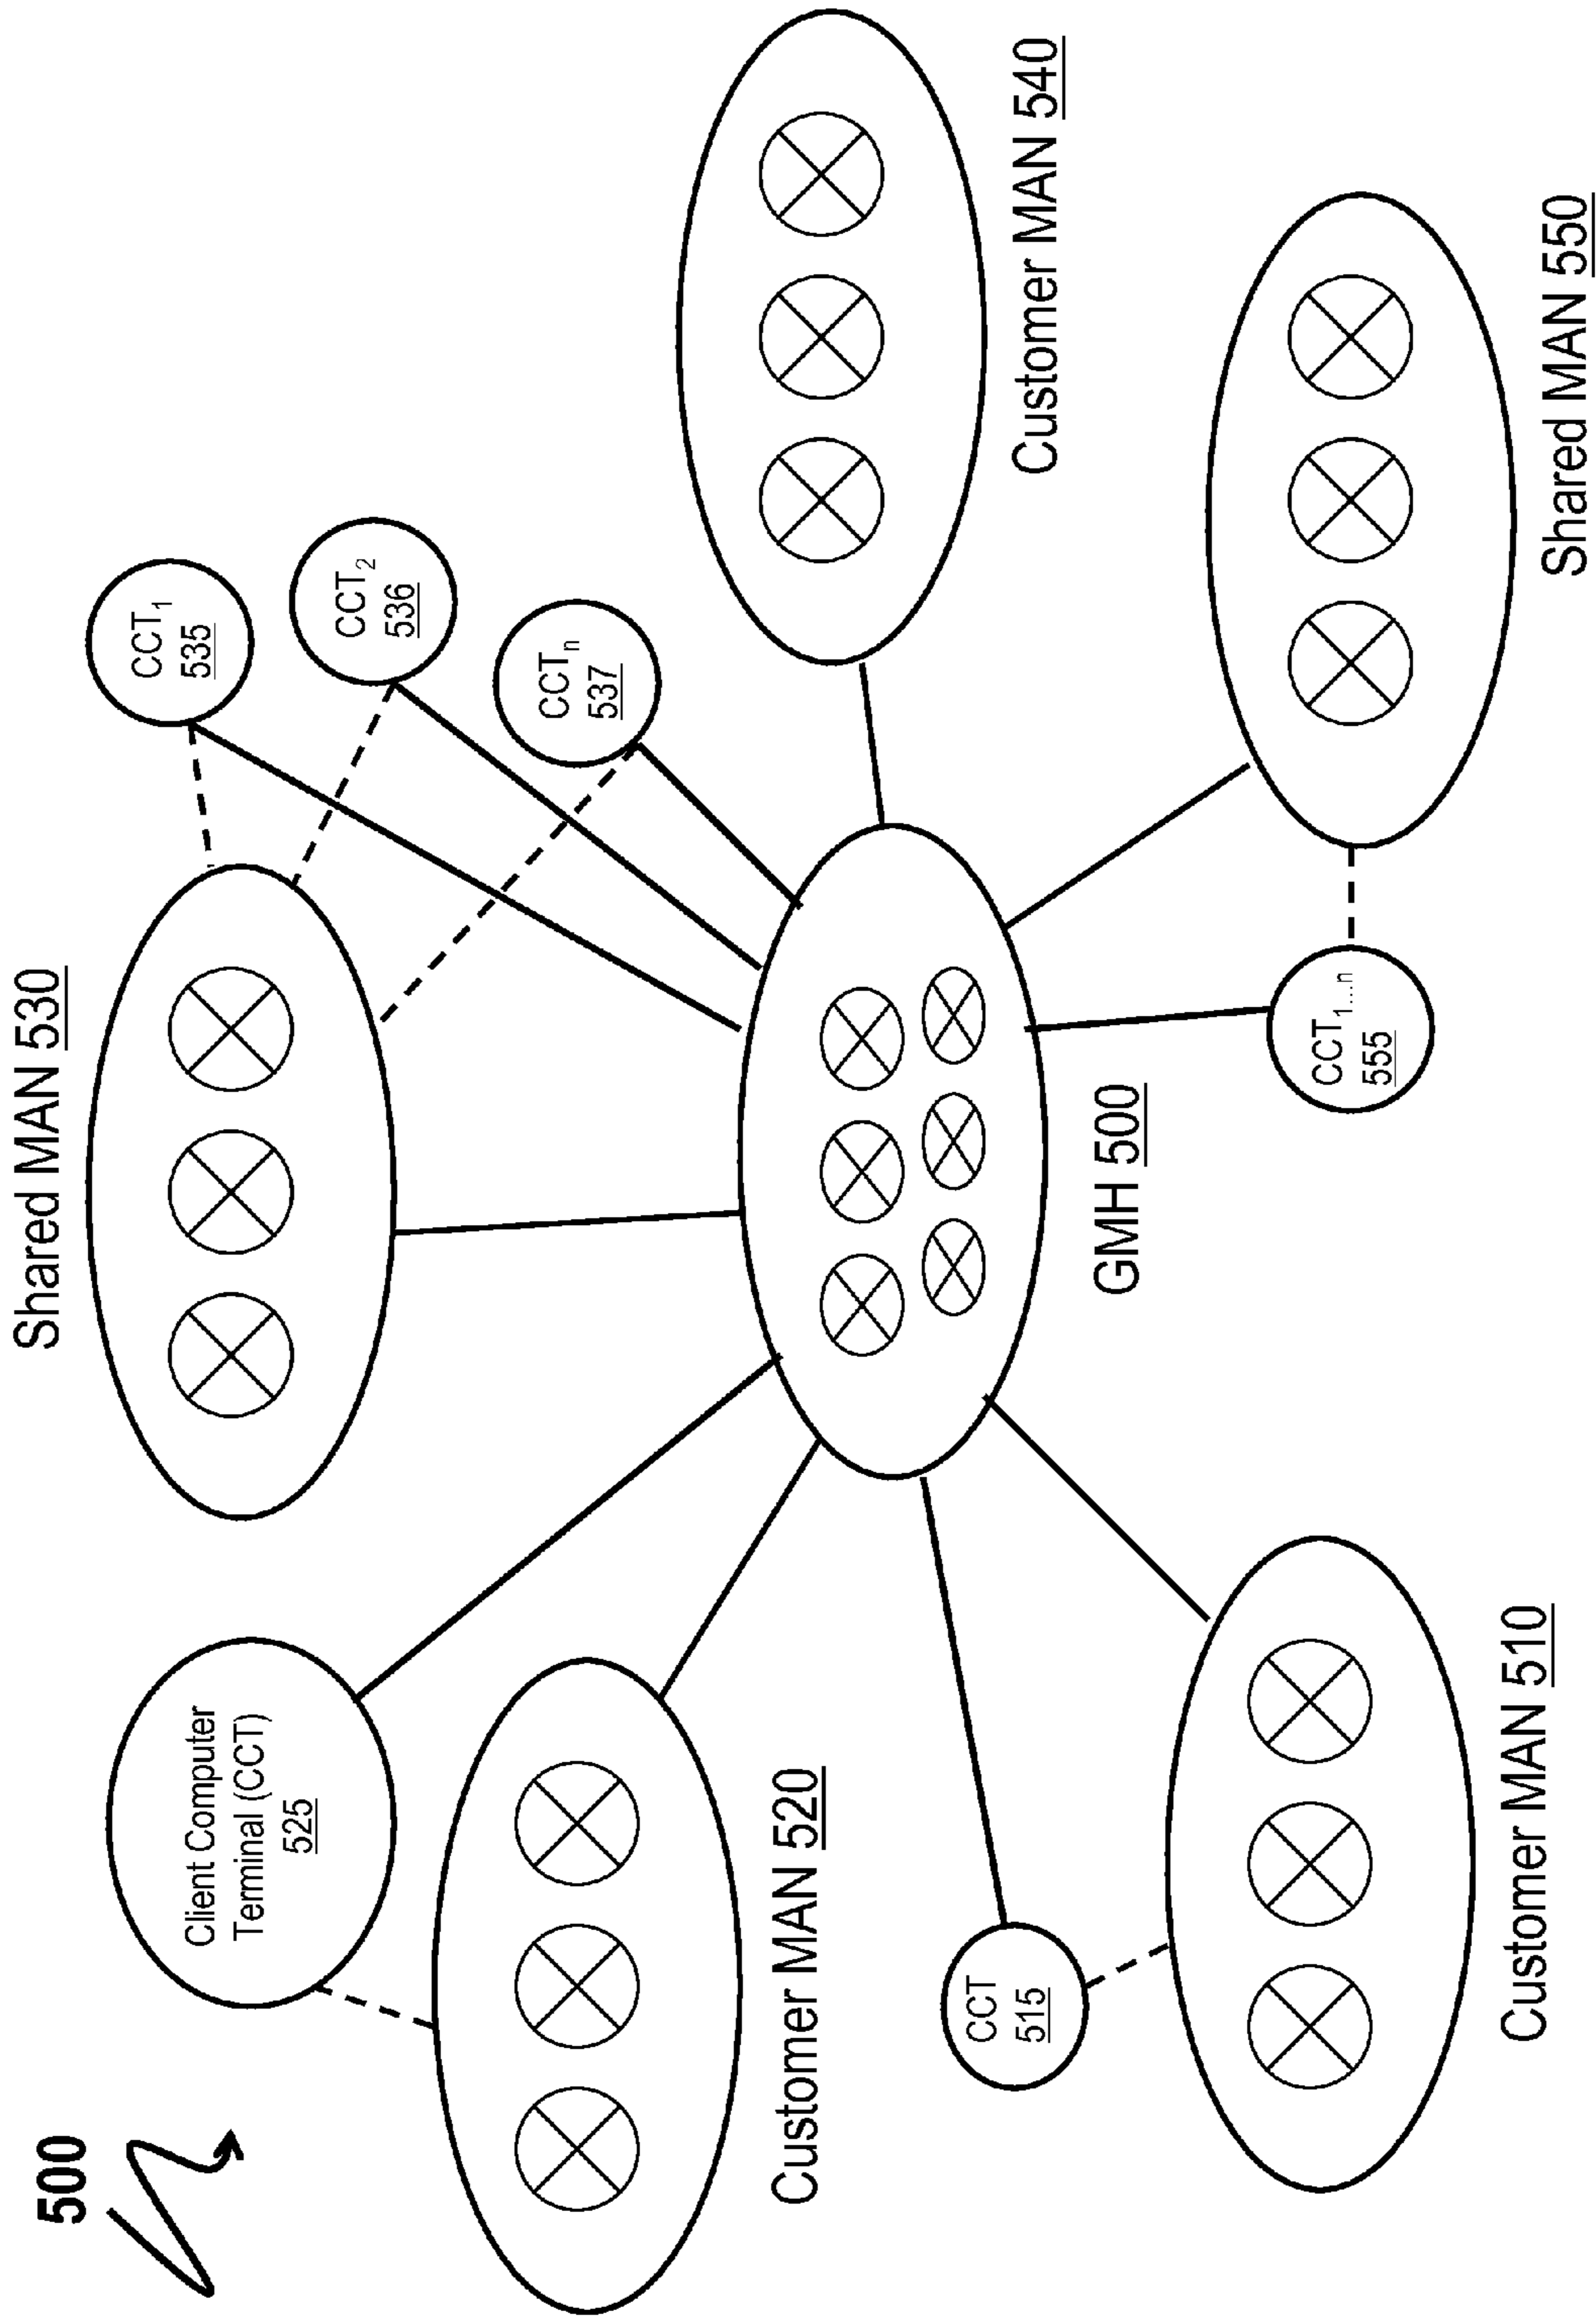 500
Client Computer
Terminal (CCT)
525
Shared MAN 530
CCT1
535
CCT2
536
CCTn
537
Customer MAN 520
CCT
515
GMH 500
Customer MAN 540
CCT1...n
555
Customer MAN 510
Shared MAN 550